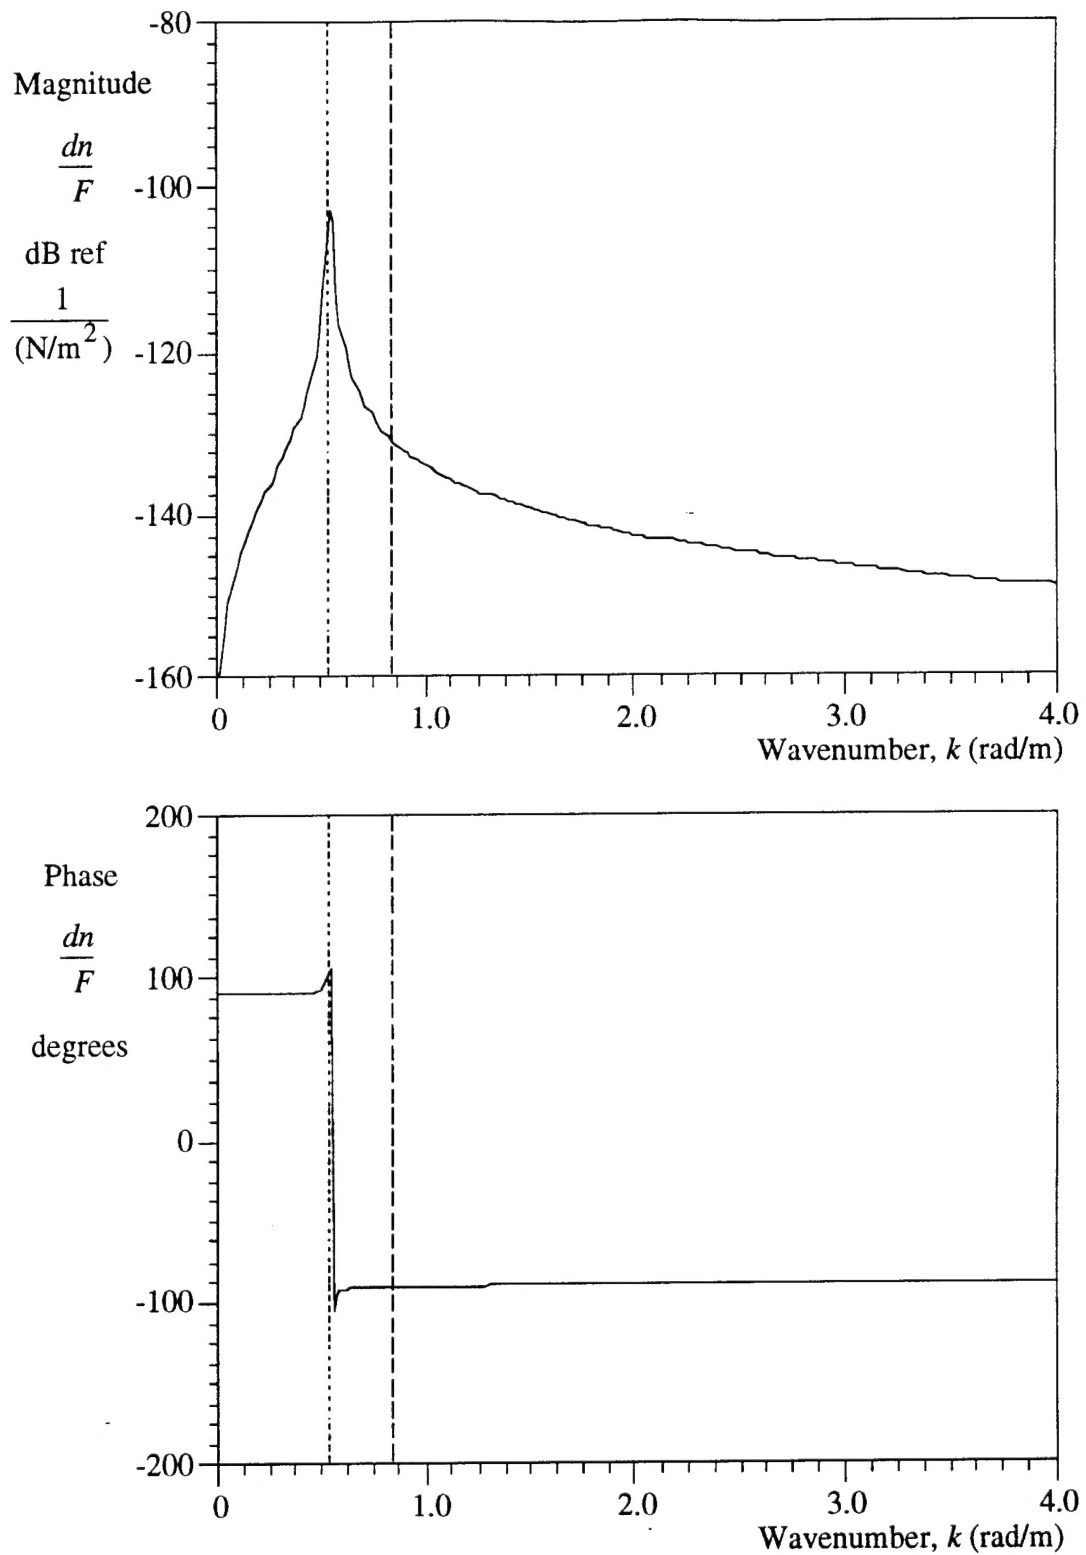 -80
Magnitude
dn
F
-100
dB ref
1
(N/m²)
-120
-140
-160
0 1.0 2.0 3.0 4.0
Wavenumber, k (rad/m)
200
Phase
dn
F
100
degrees
0
-100
-200
0 1.0 2.0 3.0 4.0
Wavenumber, k (rad/m)